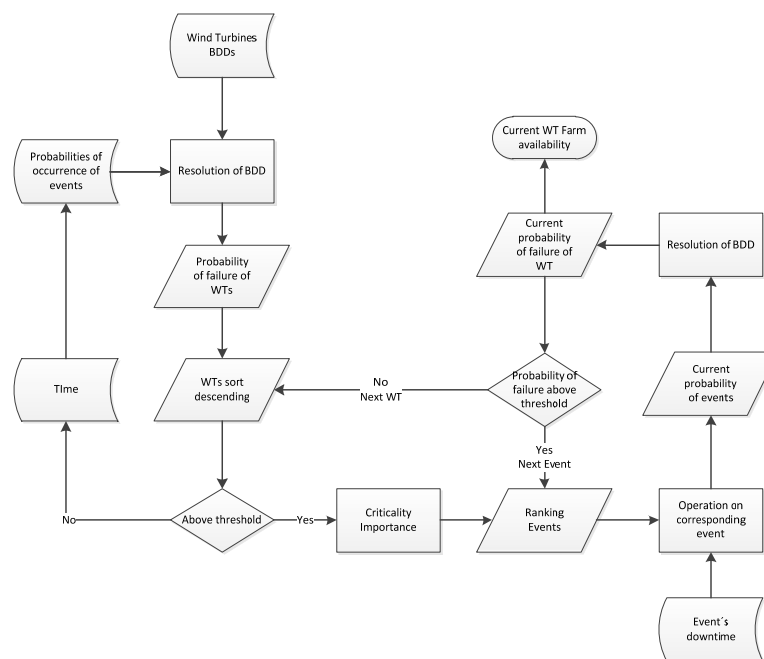 Wind Turbines
BDDs
Probabilities of
occurrence of
events
Resolution of BDD
Current WT Farm
availability
Probability
of failure of
WTs
Current
probability
of failure of
WT
Resolution of BDD
TIme
WTs sort
descending
No
Next WT
Probability of
failure above
threshold
Current
probability
of events
Yes
Next Event
No
Above threshold
Yes
Criticality
Importance
Ranking
Events
Operation on
corresponding
event
Event´s
downtime